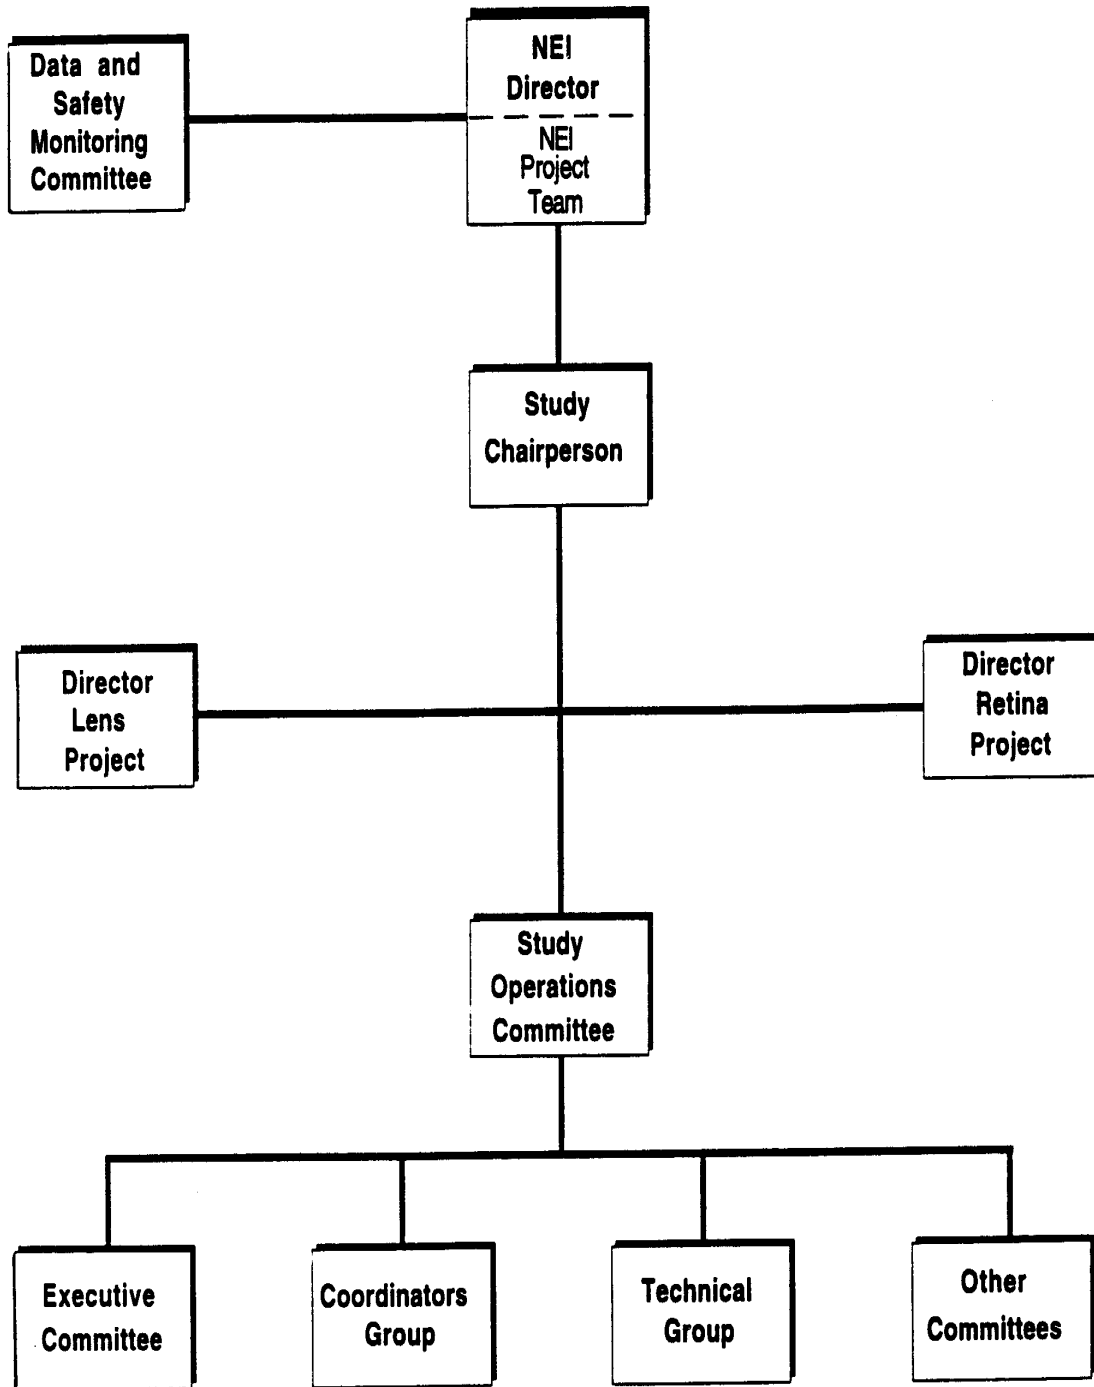 Data and
Safety
Monitoring
Committee
NEI
Director
NEI
Project
Team
Study
Chairperson
Director
Lens
Project
Director
Retina
Project
Study
Operations
Committee
Executive
Committee
Coordinators
Group
Technical
Group
Other
Committees